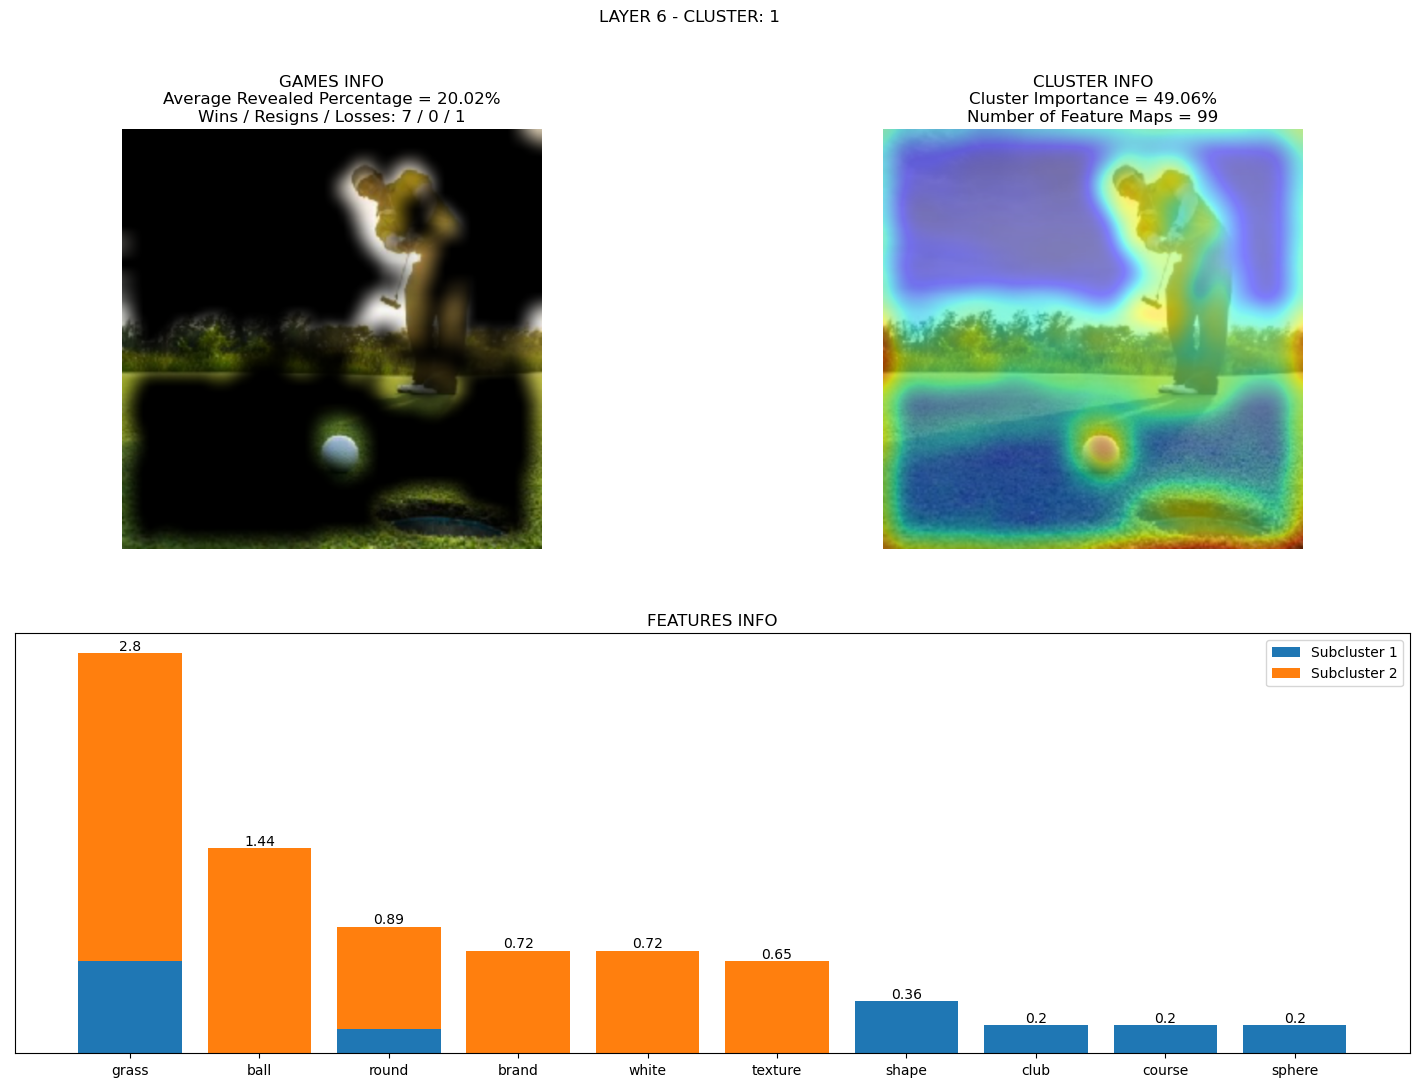 LAYER 6 - CLUSTER: 1
GAMES INFO
Average Revealed Percentage = 20.02%
Wins / Resigns / Losses: 7 / 0 / 1
CLUSTER INFO
Cluster Importance = 49.06%
Number of Feature Maps = 99
FEATURES INFO
Subcluster 1
Subcluster 2
2.8
1.44
0.89
0.72
0.72
0.65
0.36
0.2
0.2
0.2
grass ball round brand white texture shape club course sphere